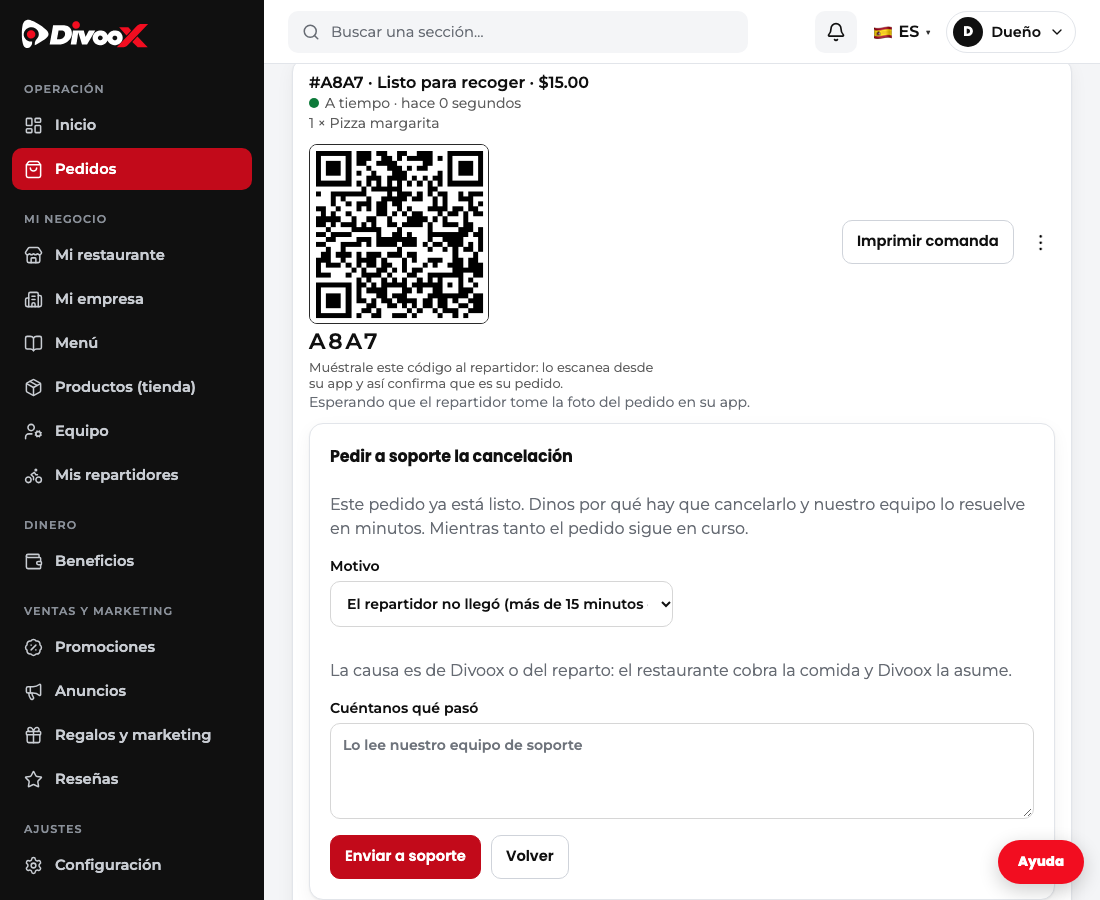 DivooX
Buscar una sección...
ES
D
Dueño
OPERACIÓN
Inicio
Pedidos
MI NEGOCIO
Mi restaurante
Mi empresa
Menú
Productos (tienda)
Equipo
Mis repartidores
DINERO
Beneficios
VENTAS Y MARKETING
Promociones
Anuncios
Regalos y marketing
Reseñas
AJUSTES
Configuración
#A8A7 · Listo para recoger · $15.00
A tiempo · hace 0 segundos
1 × Pizza margarita
Imprimir comanda
A8A7
Muéstrale este código al repartidor: lo escanea desde
su app y así confirma que es su pedido.
Esperando que el repartidor tome la foto del pedido en su app.
Pedir a soporte la cancelación
Este pedido ya está listo. Dinos por qué hay que cancelarlo y nuestro equipo lo resuelve
en minutos. Mientras tanto el pedido sigue en curso.
Motivo
El repartidor no llegó (más de 15 minutos
La causa es de Divoox o del reparto: el restaurante cobra la comida y Divoox la asume.
Cuéntanos qué pasó
Lo lee nuestro equipo de soporte
Enviar a soporte
Volver
Ayuda